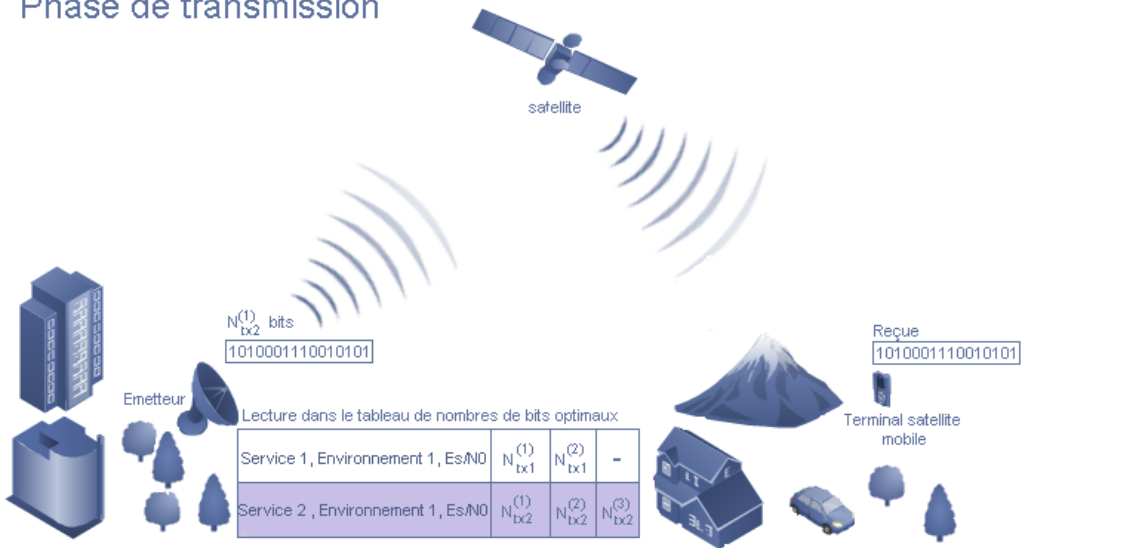 Phase de transmission
satellite
N(1)tx2 bits
1010001110010101
Reçue
1010001110010101
Emetteur
Terminal satellite
mobile
Lecture dans le tableau de nombres de bits optimaux
Service 1, Environnement 1, Es/N0 N(1)tx1 N(2)tx1 -
Service 2 , Environnement 1, Es/N0 N(1)tx2 N(2)tx2 N(3)tx2